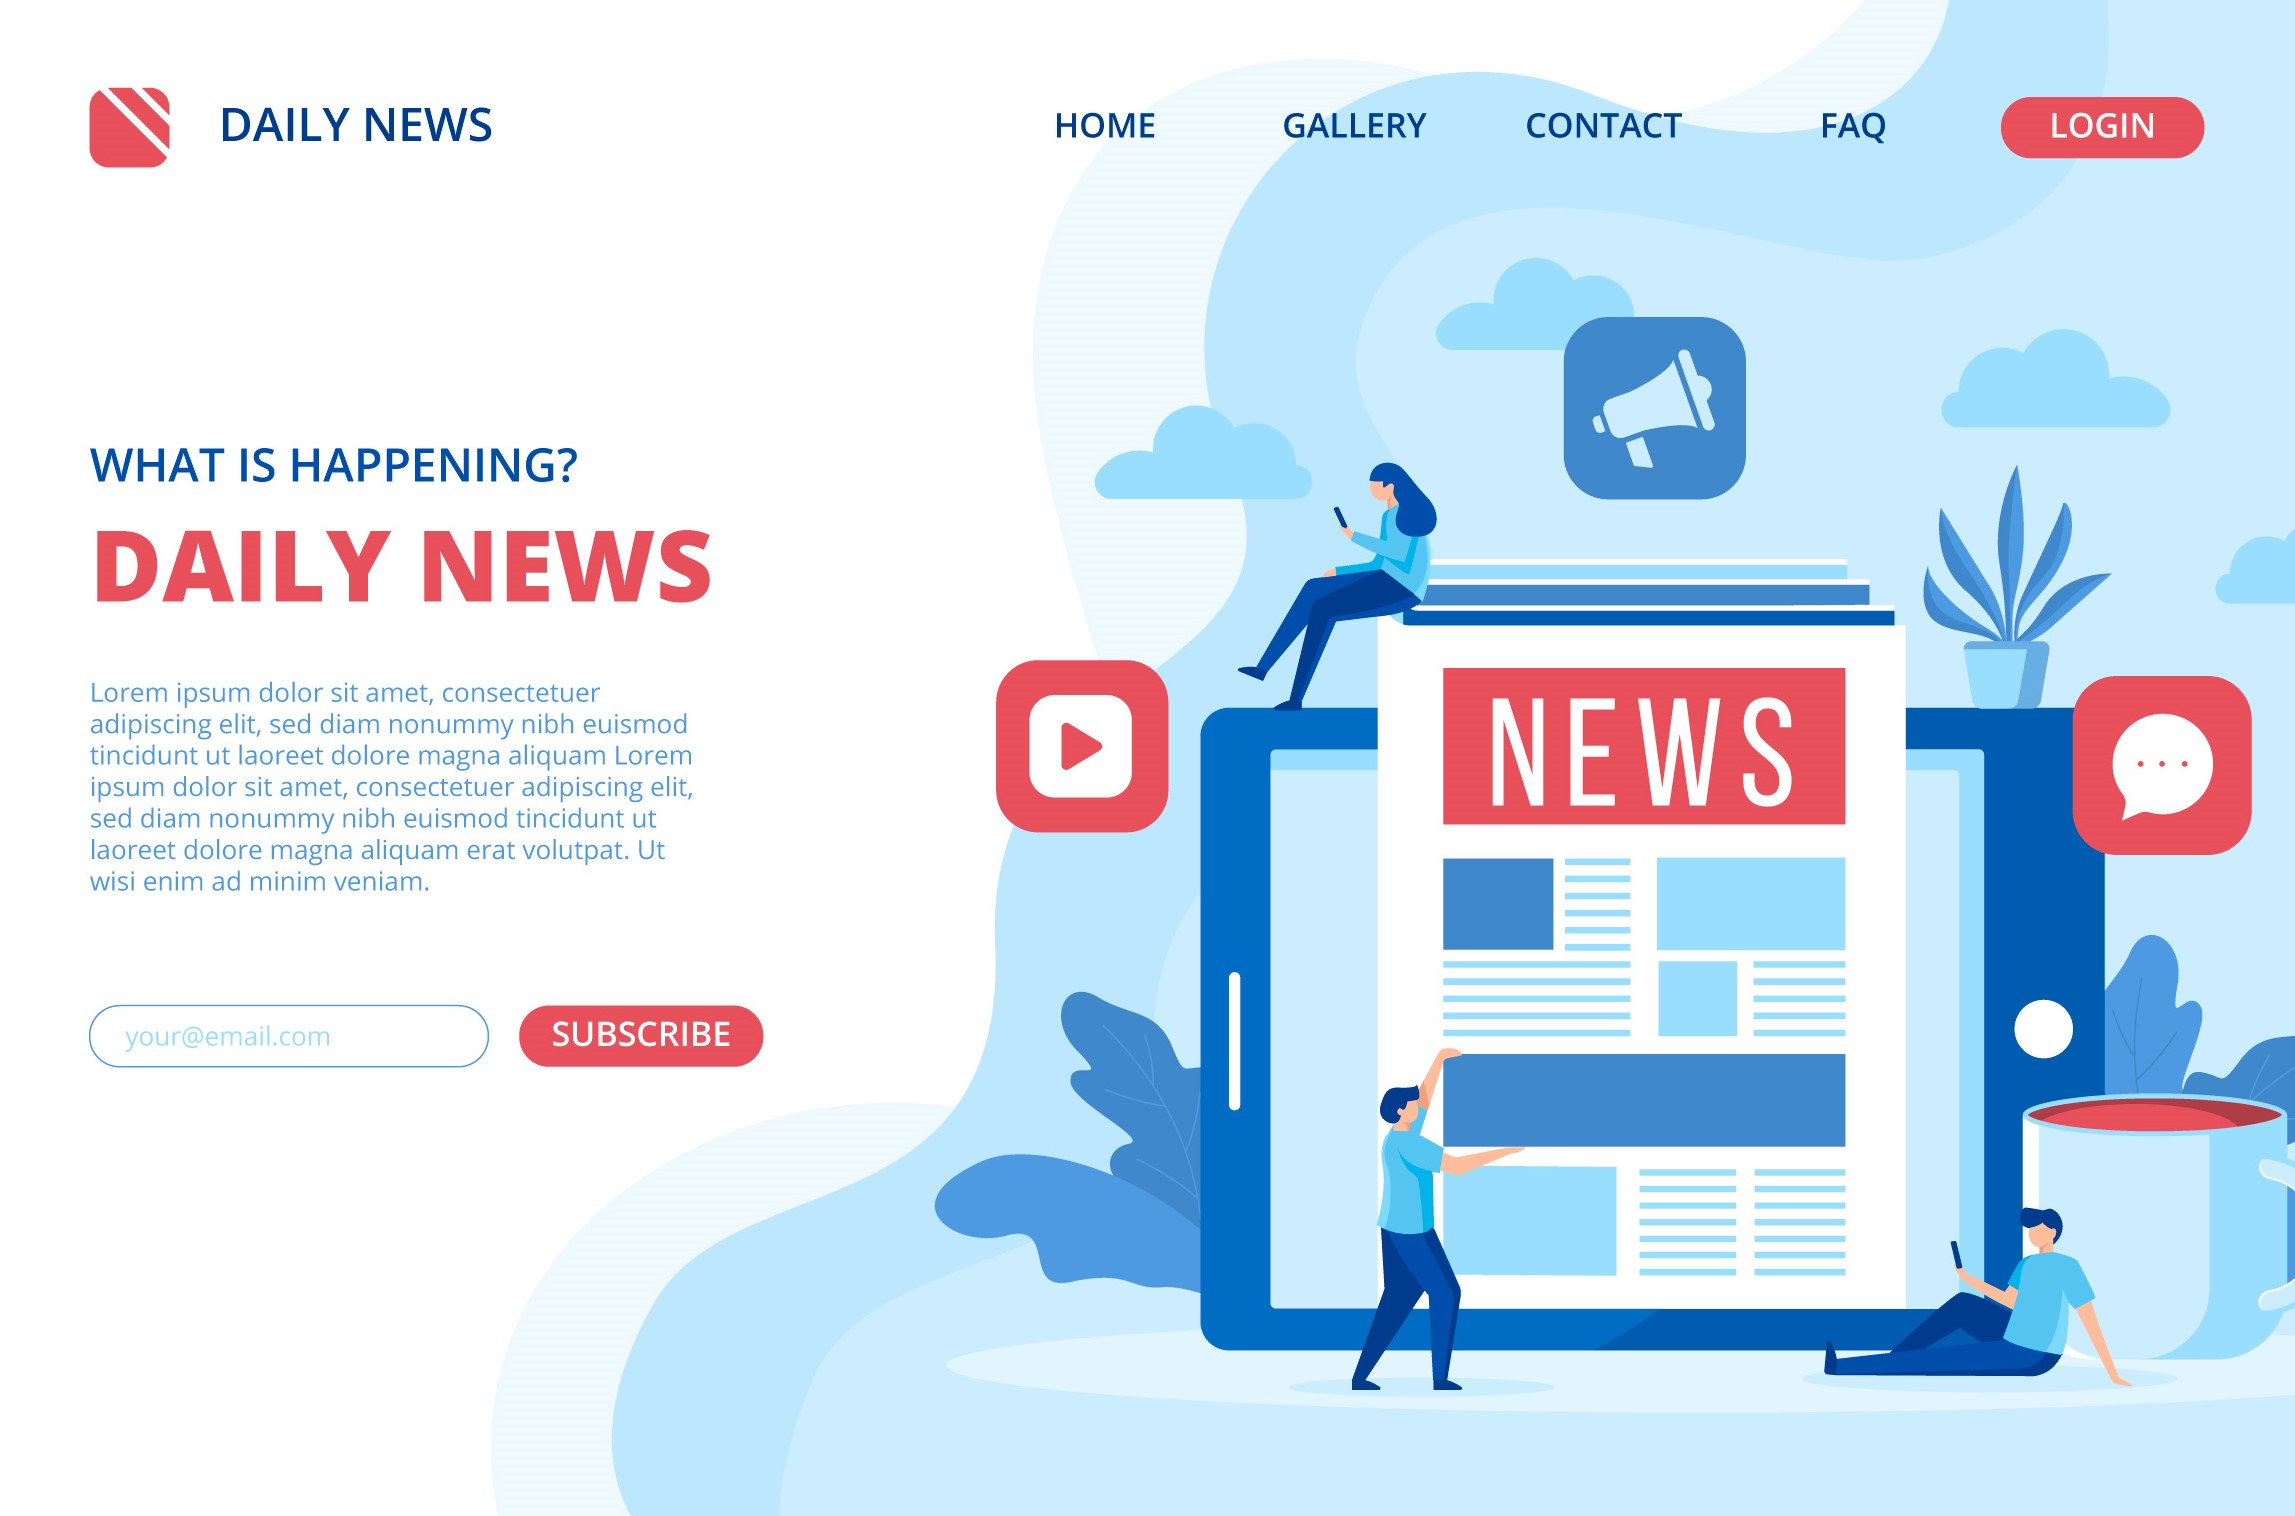 DAILY NEWS
HOME
GALLERY
CONTACT
FAQ
LOGIN
WHAT IS HAPPENING?
DAILY NEWS
Lorem ipsum dolor sit amet, consectetuer
adipiscing elit, sed diam nonummy nibh euismod
tincidunt ut laoreet dolore magna aliquam Lorem
ipsum dolor sit amet, consectetuer adipiscing elit,
sed diam nonummy nibh euismod tincidunt ut
laoreet dolore magna aliquam erat volutpat. Ut
wisi enim ad minim veniam.
your@email.com
SUBSCRIBE
NEWS